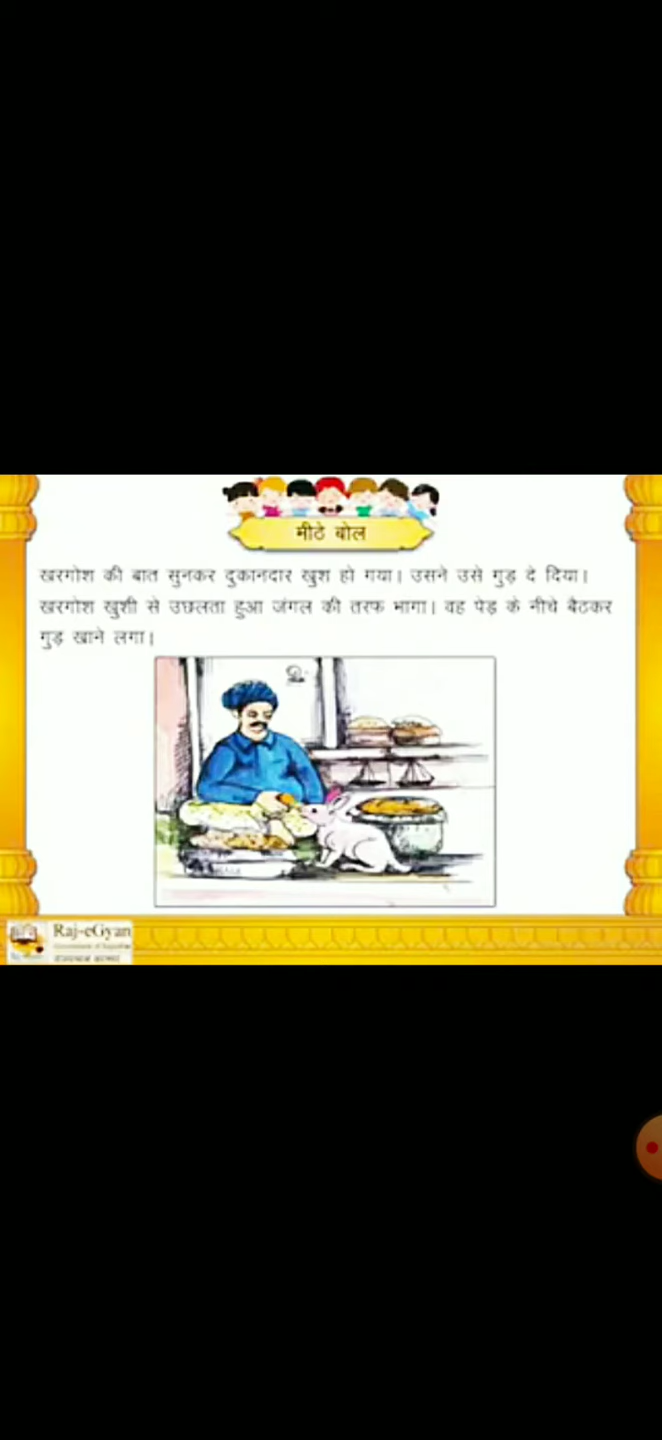 मीठे बोल
खरगोश की बात सुनकर दुकानदार खुश हो गया। उसने उसे गुड़ दे दिया।
खरगोश खुशी से उछलता हुआ जंगल की तरफ भागा। वह पेड़ के नीचे बैठकर
गुड़ खाने लगा।
Raj-eGyan